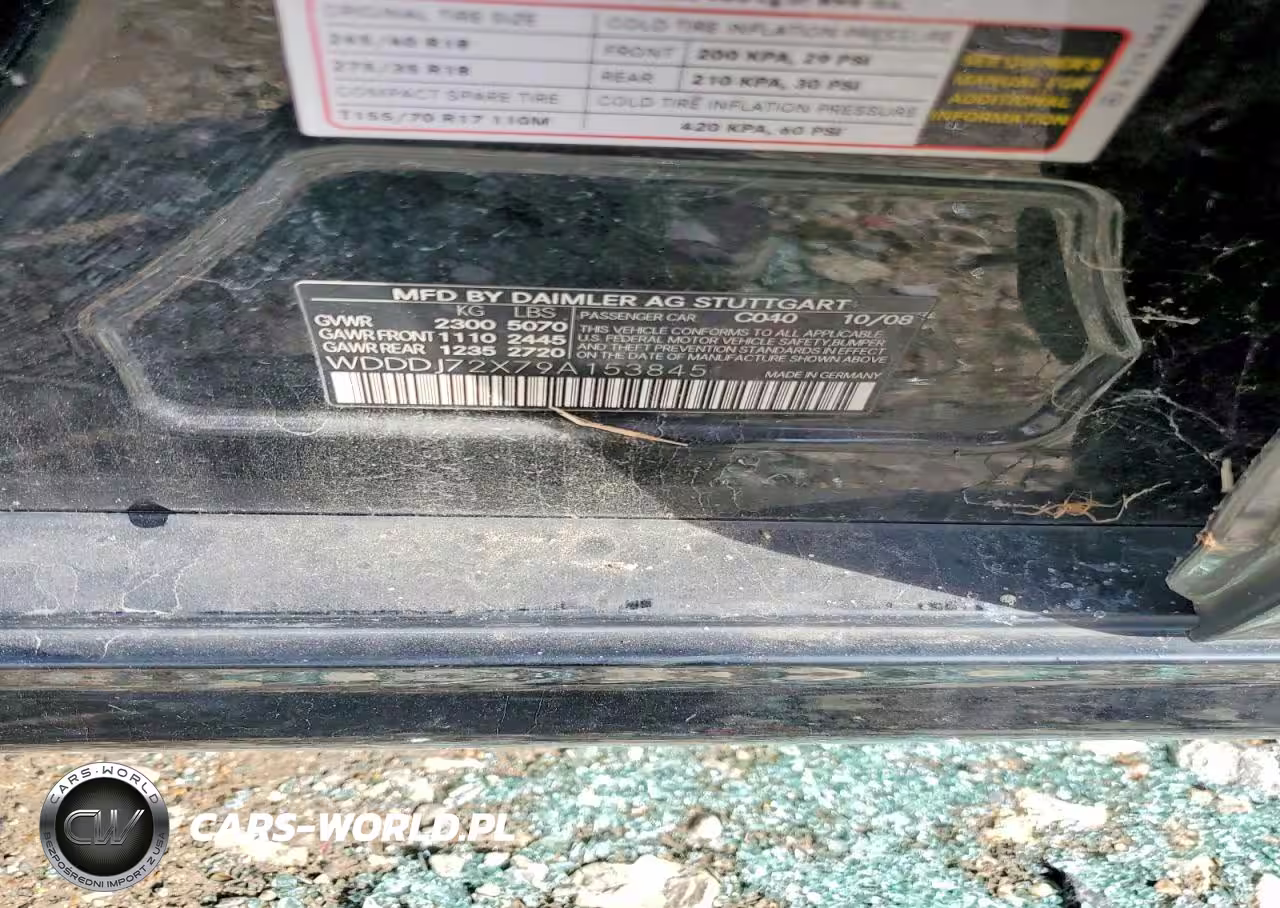 ORIGINAL TIRE SIZE COLD TIRE INFLATION PRESSURE
245/40 R18 FRONT 200 KPA, 29 PSI
275/35 R18 REAR 210 KPA, 30 PSI
COMPACT SPARE TIRE COLD TIRE INFLATION PRESSURE
T155/70 R17 110M 420 KPA, 60 PSI
SEE OWNER'S
MANUAL FOR
ADDITIONAL
INFORMATION
MFD BY DAIMLER AG STUTTGART
KG LBS PASSENGER CAR C040 10/08
GVWR 2300 5070
GAWR FRONT 1110 2445
GAWR REAR 1235 2720
THIS VEHICLE CONFORMS TO ALL APPLICABLE
U.S. FEDERAL MOTOR VEHICLE SAFETY, BUMPER
AND THEFT PREVENTION STANDARDS IN EFFECT
ON THE DATE OF MANUFACTURE SHOWN ABOVE.
WDDDJ72X79A153845 MADE IN GERMANY
CARS-WORLD
CW
BEZPOŚREDNI IMPORT Z USA
CARS-WORLD.PL